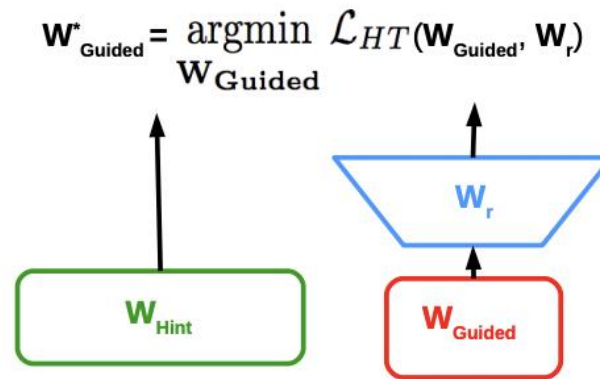 W*Guided = argmin ℒHT(WGuided, Wr)
WGuided
Wr
WHint
WGuided